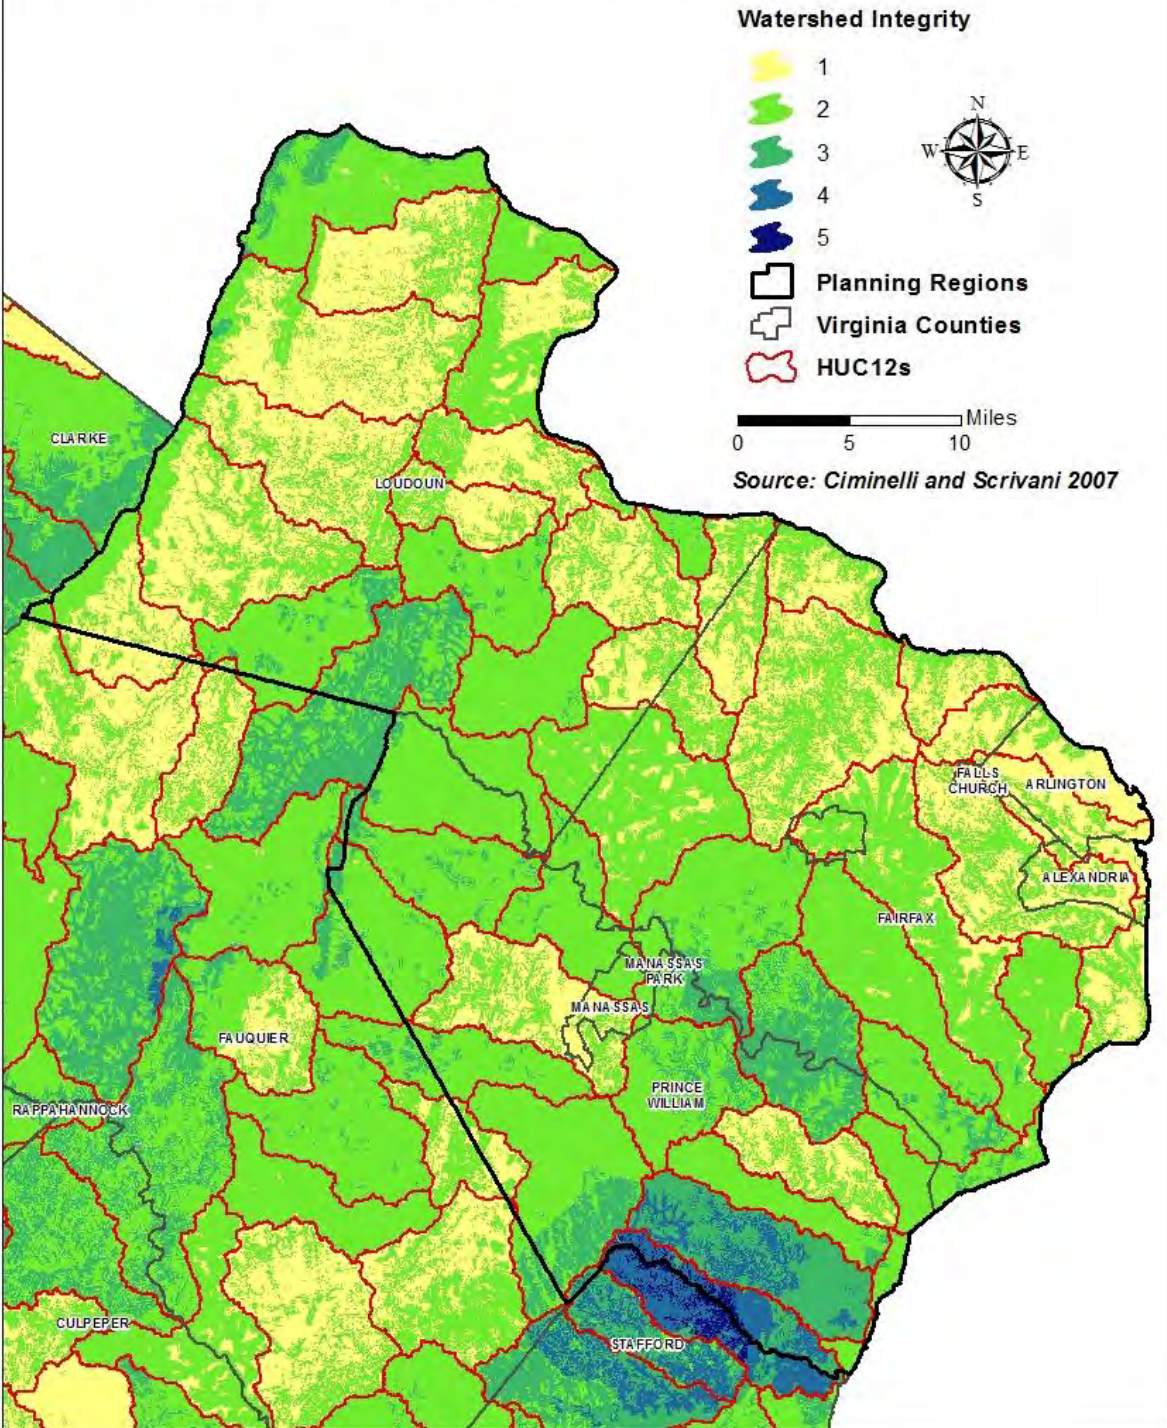 Watershed Integrity
1
2
3
4
5
N
W E
S
Planning Regions
Virginia Counties
HUC12s
Miles
0 5 10
Source: Ciminelli and Scrivani 2007
CLARKE
LOUDOUN
FALLS
CHURCH
ARLINGTON
ALEXANDRIA
FAIRFAX
MANASSAS
PARK
MANASSAS
FAUQUIER
PRINCE
WILLIAM
RAPPAHANNOCK
CULPEPER
STAFFORD